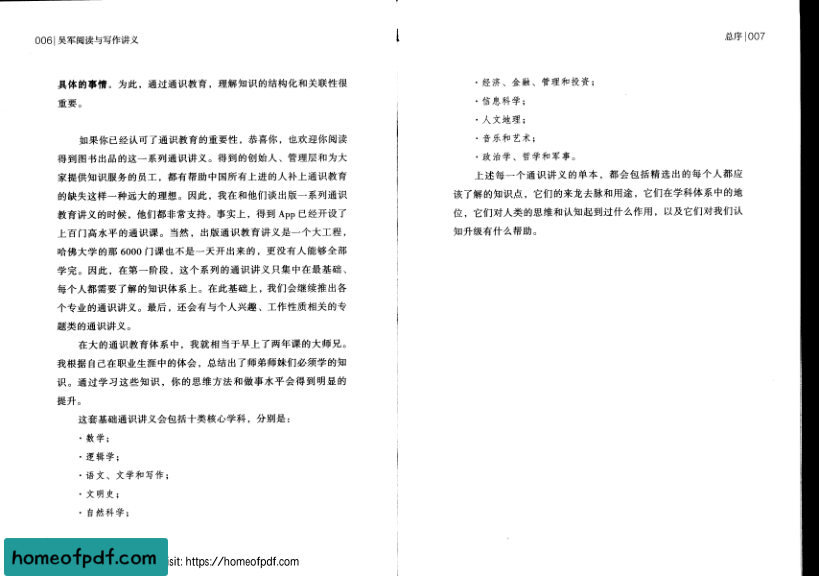 006|吴军阅读与写作讲义
具体的事情。为此，通过通识教育，理解知识的结构化和关联性很
重要。
如果你已经认可了通识教育的重要性，恭喜你，也欢迎你阅读
得到图书出品的这一系列通识讲义。得到的创始人、管理层和为大
家提供知识服务的员工，都有帮助中国所有上进的人补上通识教育
的缺失这样一种远大的理想。因此，我在和他们谈出版一系列通识
教育讲义的时候，他们都非常支持。事实上，得到 App 已经开设了
上百门高水平的通识课。当然，出版通识教育讲义是一个大工程，
哈佛大学的那 6000 门课也不是一天开出来的，更没有人能够全部
学完。因此，在第一阶段，这个系列的通识讲义只集中在最基础、
每个人都需要了解的知识体系上。在此基础上，我们会继续推出各
个专业的通识讲义。最后，还会有与个人兴趣、工作性质相关的专
题类的通识讲义。
在大的通识教育体系中，我就相当于早上了两年课的大师兄。
我根据自己在职业生涯中的体会，总结出了师弟师妹们必须学的知
识。通过学习这些知识，你的思维方法和做事水平会得到明显的
提升。
这套基础通识讲义会包括十类核心学科，分别是：
·数学；
·逻辑学；
·语文、文学和写作；
·文明史；
·自然科学；
总序|007
·经济、金融、管理和投资；
·信息科学；
·人文地理；
·音乐和艺术；
·政治学、哲学和军事。
上述每一个通识讲义的单本，都会包括精选出的每个人都应
该了解的知识点，它们的来龙去脉和用途，它们在学科体系中的地
位，它们对人类的思维和认知起到过什么作用，以及它们对我们认
知升级有什么帮助。
homeofpdf.com
sit: https://homeofpdf.com